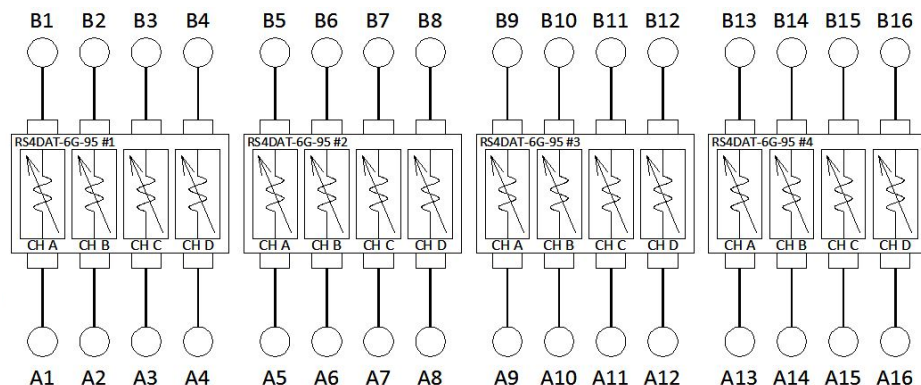 B1 B2 B3 B4 B5 B6 B7 B8 B9 B10 B11 B12 B13 B14 B15 B16
RS4DAT-6G-95 #1 RS4DAT-6G-95 #2 RS4DAT-6G-95 #3 RS4DAT-6G-95 #4
CH A CH B CH C CH D CH A CH B CH C CH D CH A CH B CH C CH D CH A CH B CH C CH D
A1 A2 A3 A4 A5 A6 A7 A8 A9 A10 A11 A12 A13 A14 A15 A16